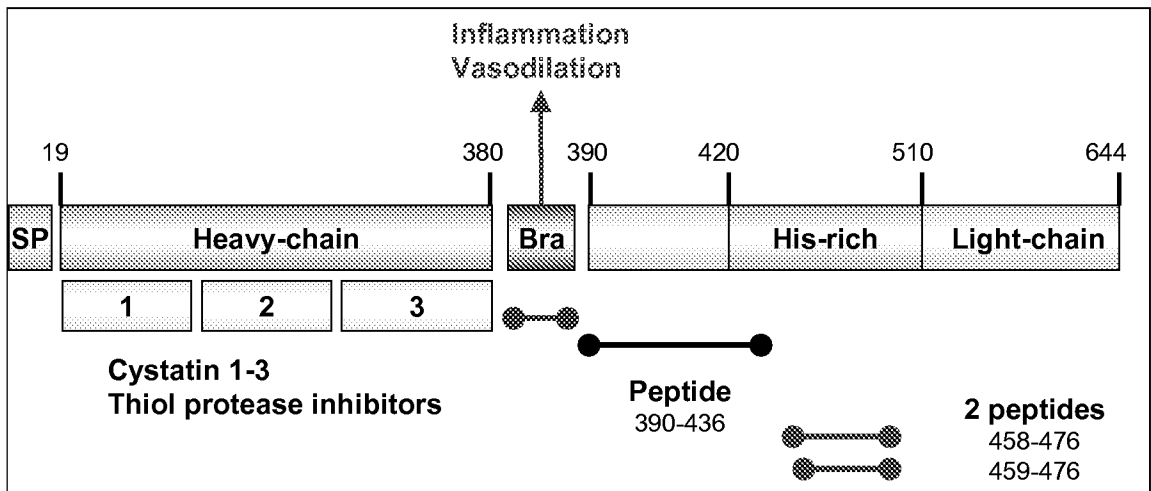 Inflammation
Vasodilation
19
380
390
420
510
644
SP
Heavy-chain
Bra
His-rich
Light-chain
1
2
3
Cystatin 1-3
Thiol protease inhibitors
Peptide
390-436
2 peptides
458-476
459-476